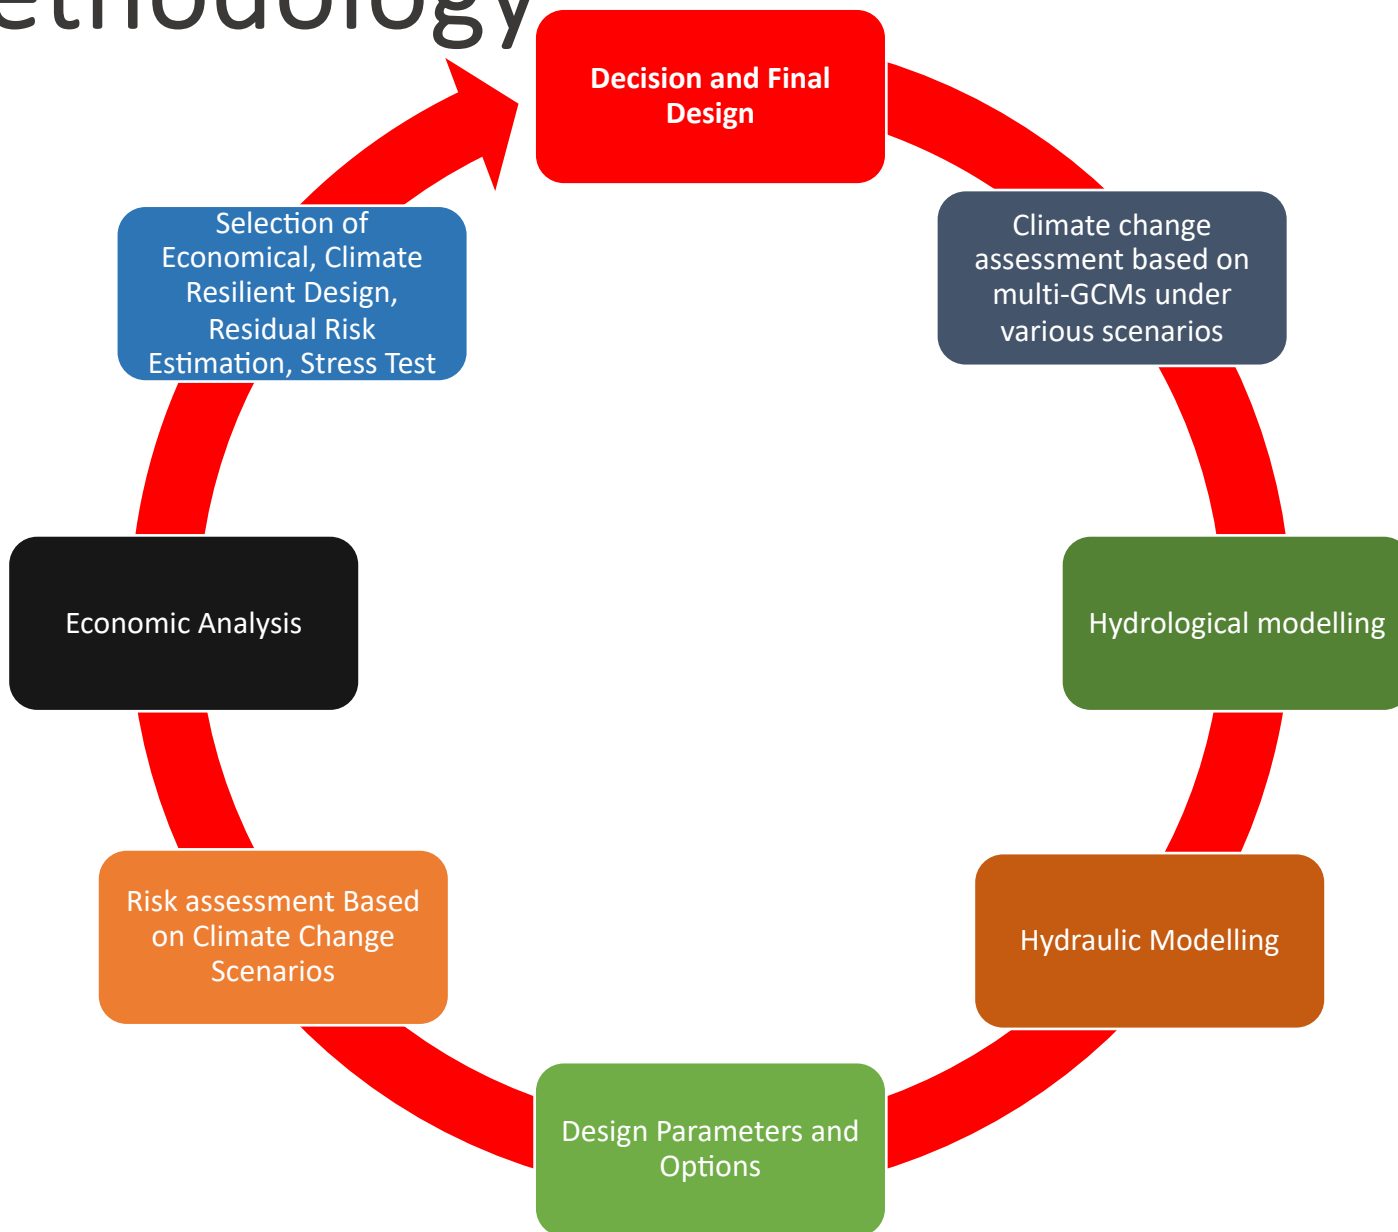 ethodology
Decision and Final
Design
Climate change
assessment based on
multi-GCMs under
various scenarios
Hydrological modelling
Hydraulic Modelling
Design Parameters and
Options
Risk assessment Based
on Climate Change
Scenarios
Economic Analysis
Selection of
Economical, Climate
Resilient Design,
Residual Risk
Estimation, Stress Test